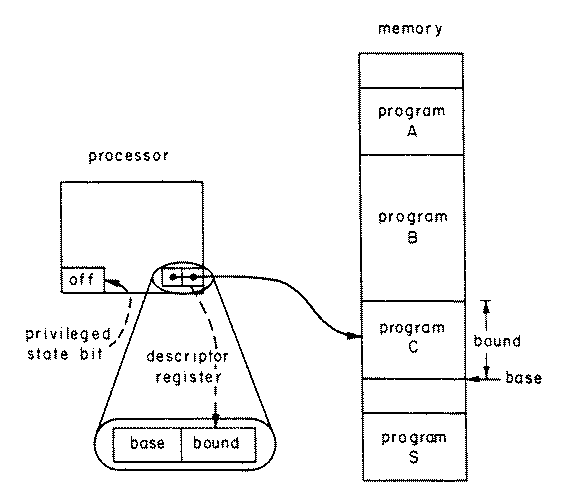 memory
program
A
processor
program
B
off
privileged
state bit
descriptor
register
program
C
bound
base
base
bound
program
S